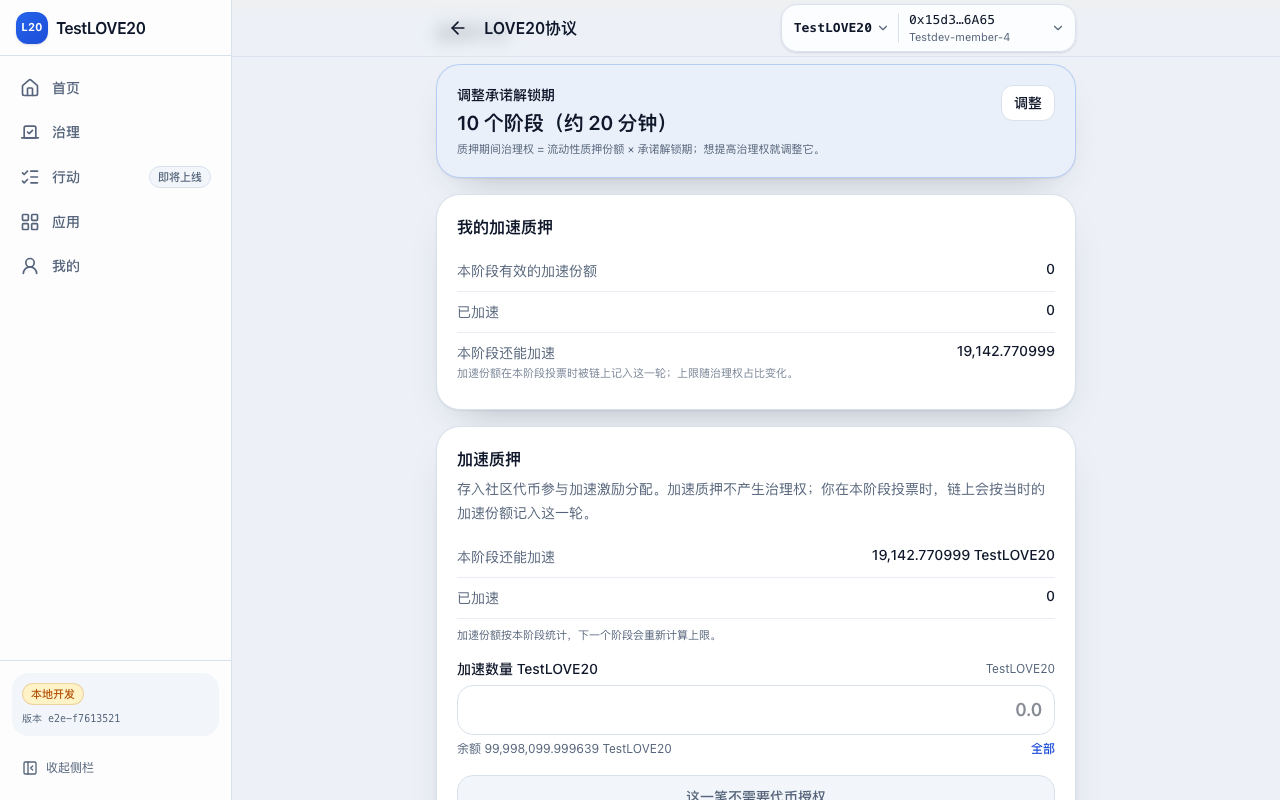 L20 TestLOVE20
首页
治理
行动 即将上线
应用
我的
本地开发
版本 e2e-f7613521
收起侧栏
LOVE20协议
TestLOVE20
0x15d3…6A65
Testdev-member-4
调整承诺解锁期
10 个阶段（约 20 分钟）
质押期间治理权 = 流动性质押份额 × 承诺解锁期；想提高治理权就调整它。
调整
我的加速质押
本阶段有效的加速份额 0
已加速 0
本阶段还能加速 19,142.770999
加速份额在本阶段投票时被链上记入这一轮；上限随治理权占比变化。
加速质押
存入社区代币参与加速激励分配。加速质押不产生治理权；你在本阶段投票时，链上会按当时的
加速份额记入这一轮。
本阶段还能加速 19,142.770999 TestLOVE20
已加速 0
加速份额按本阶段统计，下一个阶段会重新计算上限。
加速数量 TestLOVE20 TestLOVE20
0.0
余额 99,998,099.999639 TestLOVE20 全部
这一笔不需要代币授权